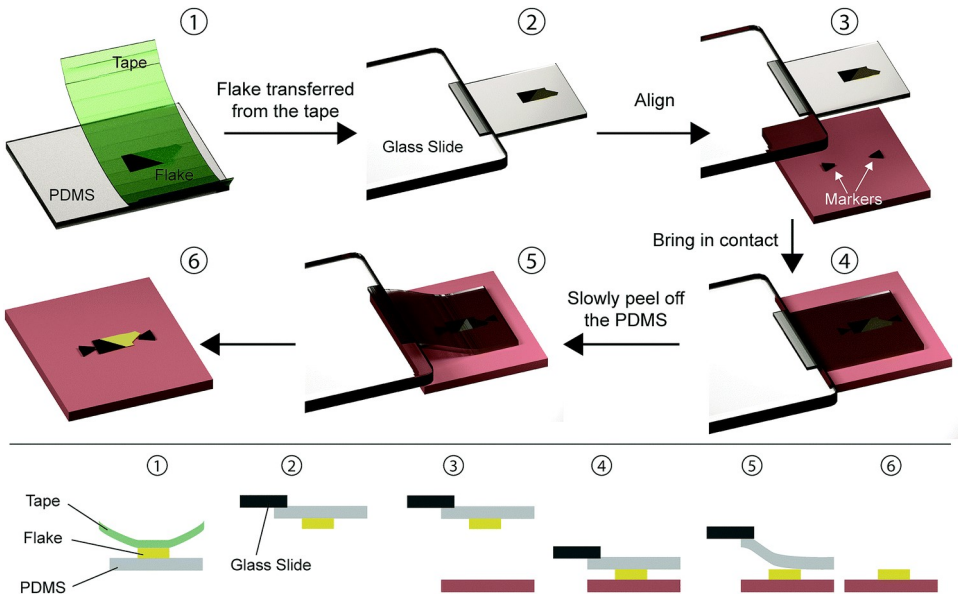 ①
②
③
Tape
Flake transferred
from the tape
Align
Glass Slide
PDMS
Flake
Markers
Bring in contact
⑥
⑤
④
Slowly peel off
the PDMS
①
②
③
④
⑤
⑥
Tape
Flake
Glass Slide
PDMS